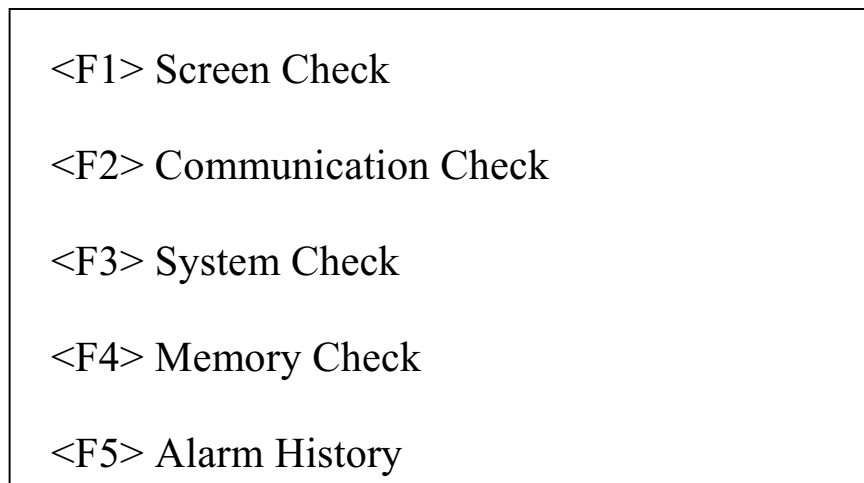 <F1> Screen Check
<F2> Communication Check
<F3> System Check
<F4> Memory Check
<F5> Alarm History